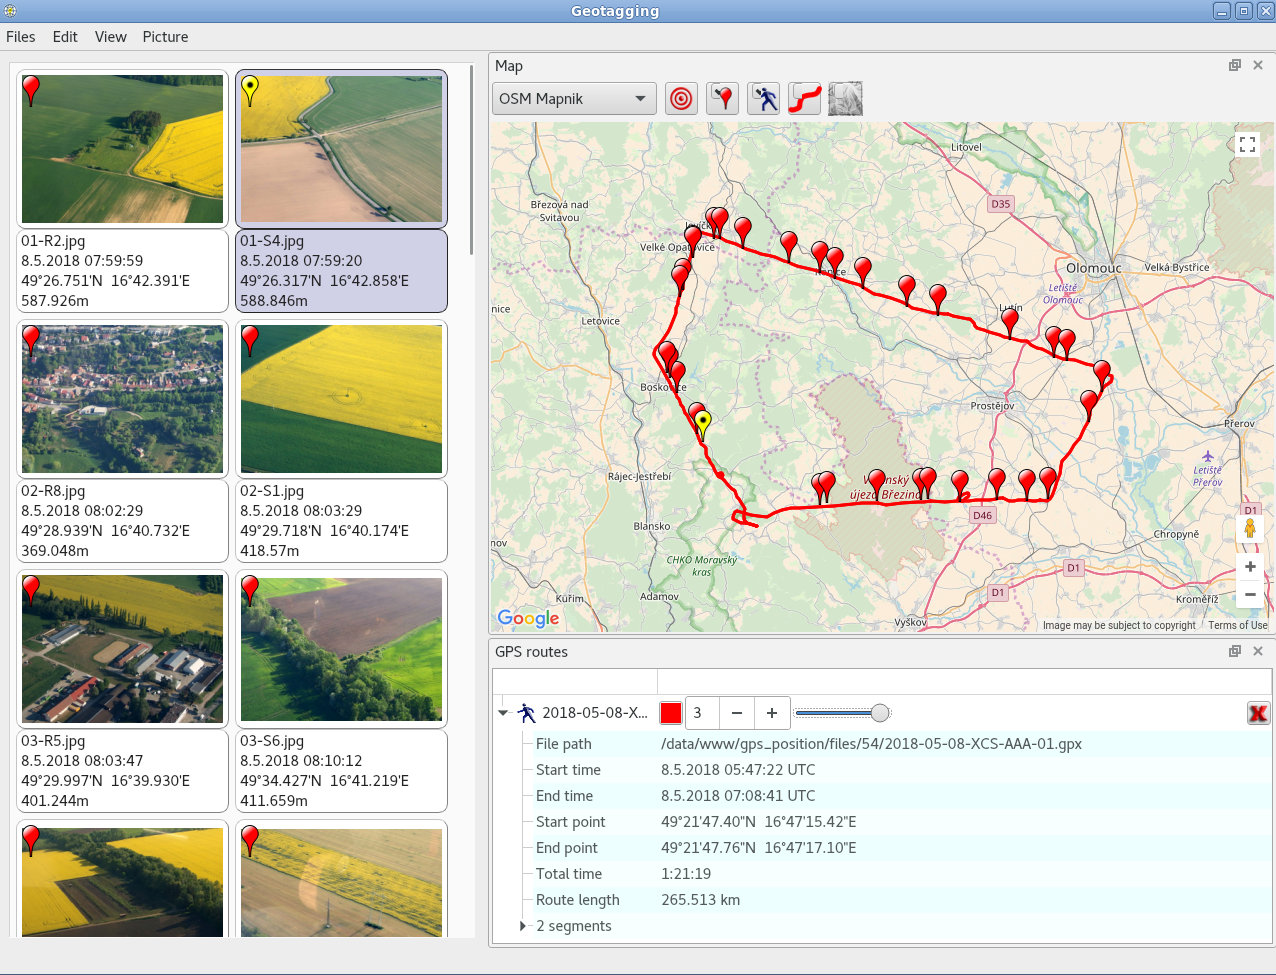 Geotagging
Files Edit View Picture
01-R2.jpg
8.5.2018 07:59:59
49°26.751'N 16°42.391'E
587.926m
01-S4.jpg
8.5.2018 07:59:20
49°26.317'N 16°42.858'E
588.846m
02-R8.jpg
8.5.2018 08:02:29
49°28.939'N 16°40.732'E
369.048m
02-S1.jpg
8.5.2018 08:03:29
49°29.718'N 16°40.174'E
418.57m
03-R5.jpg
8.5.2018 08:03:47
49°29.997'N 16°39.930'E
401.244m
03-S6.jpg
8.5.2018 08:10:12
49°34.427'N 16°41.219'E
411.659m
Map
OSM Mapnik
Litovel
Březová nad
Svitavou
D35
Velké Opatovice
Olomouc
Velká Bystřice
Letiště
Olomouc
nice
Letovice
Lutín
Boskovice
Prostějov
Přerov
Rájec-Jestřebí
Letiště
Přerov
újezd Březina
D46
D1
Blansko
nov
Chropyně
CHKO Moravský
kras
D1
D1
Kuřim
Adamov
Kroměříž
Vyškov
Google
Image may be subject to copyright
Terms of Use
GPS routes
2018-05-08-X...
3
File path /data/www/gps_position/files/54/2018-05-08-XCS-AAA-01.gpx
Start time 8.5.2018 05:47:22 UTC
End time 8.5.2018 07:08:41 UTC
Start point 49°21'47.40"N 16°47'15.42"E
End point 49°21'47.76"N 16°47'17.10"E
Total time 1:21:19
Route length 265.513 km
2 segments